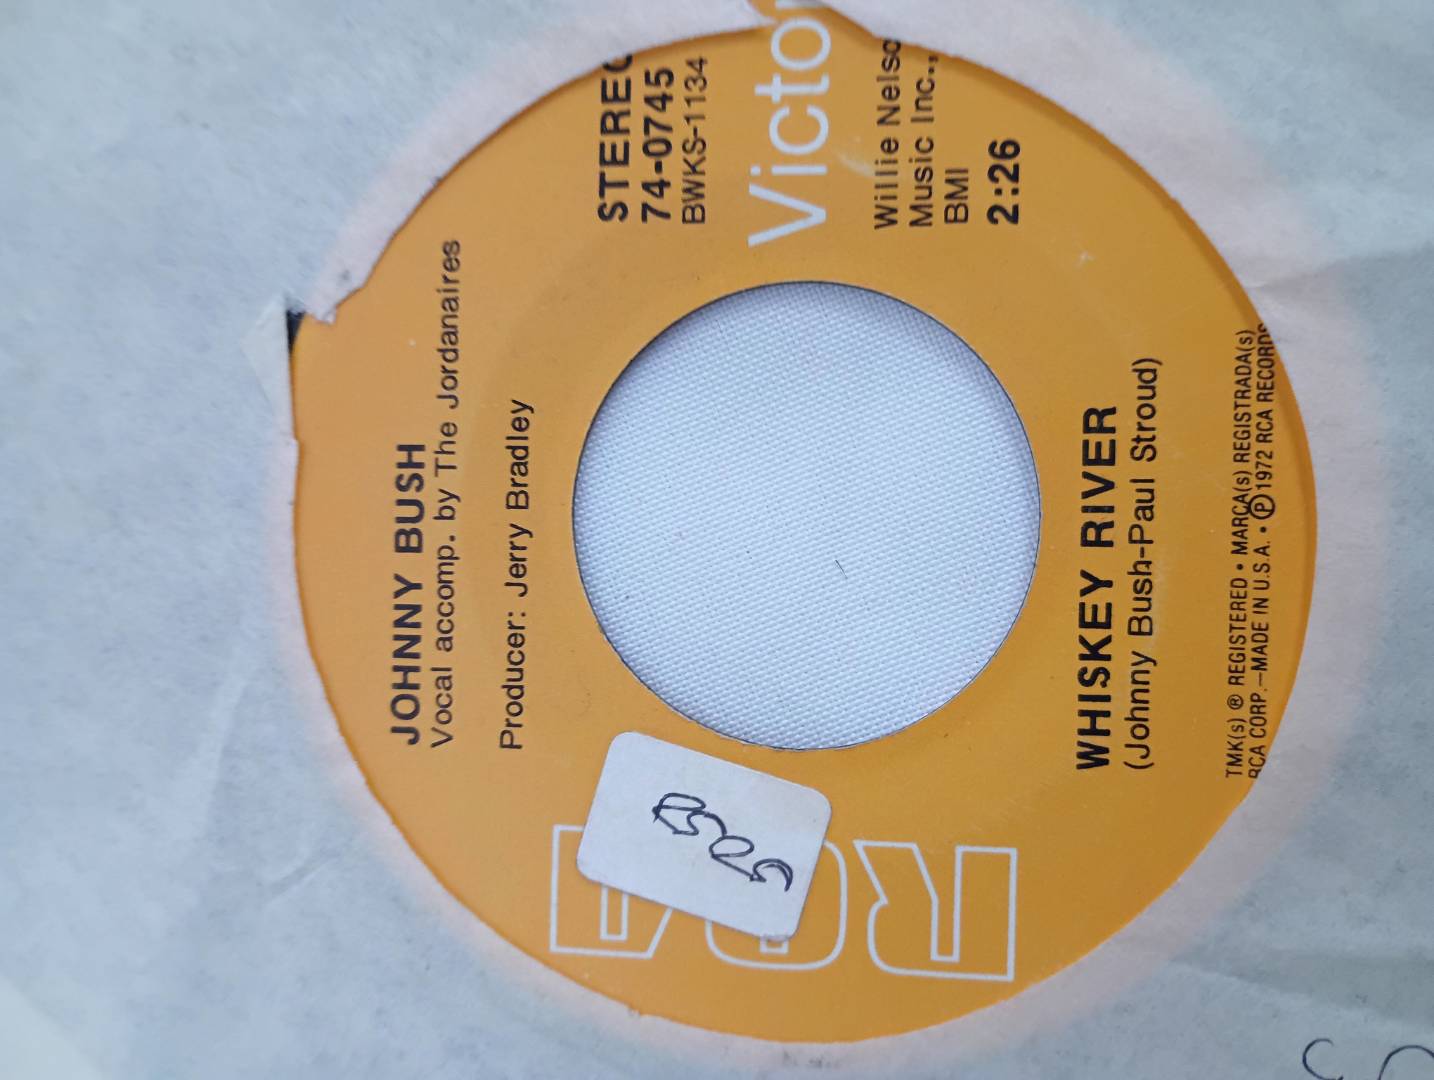 JOHNNY BUSH
Vocal accomp. by The Jordanaires
Producer: Jerry Bradley
RCA
STEREO
74-0745
BWKS-1134
Victor
Willie Nelso
Music Inc.,
BMI
2:26
WHISKEY RIVER
(Johnny Bush-Paul Stroud)
TMK(s) ® REGISTERED • MARCA(s) REGISTRADA(s)
RCA CORP.—MADE IN U.S.A. • ℗1972 RCA RECORDS